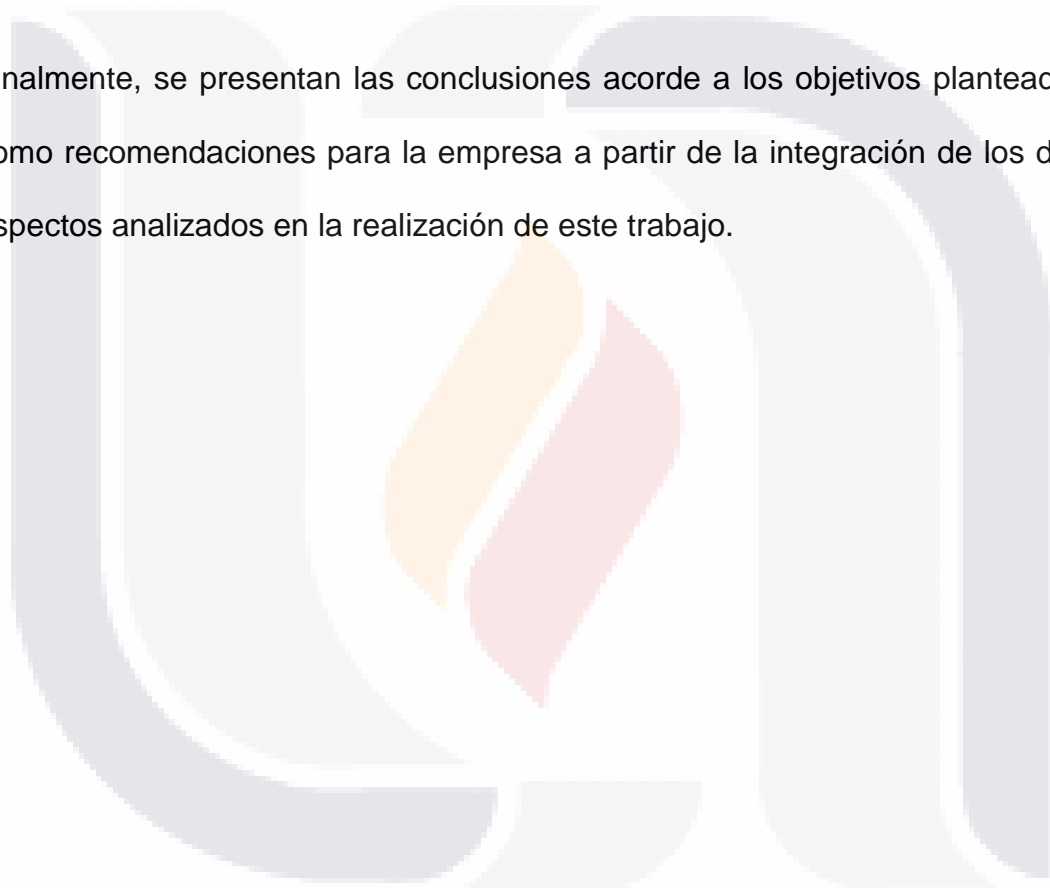 nalmente, se presentan las conclusiones acorde a los objetivos plantead
omo recomendaciones para la empresa a partir de la integración de los d
spectos analizados en la realización de este trabajo.